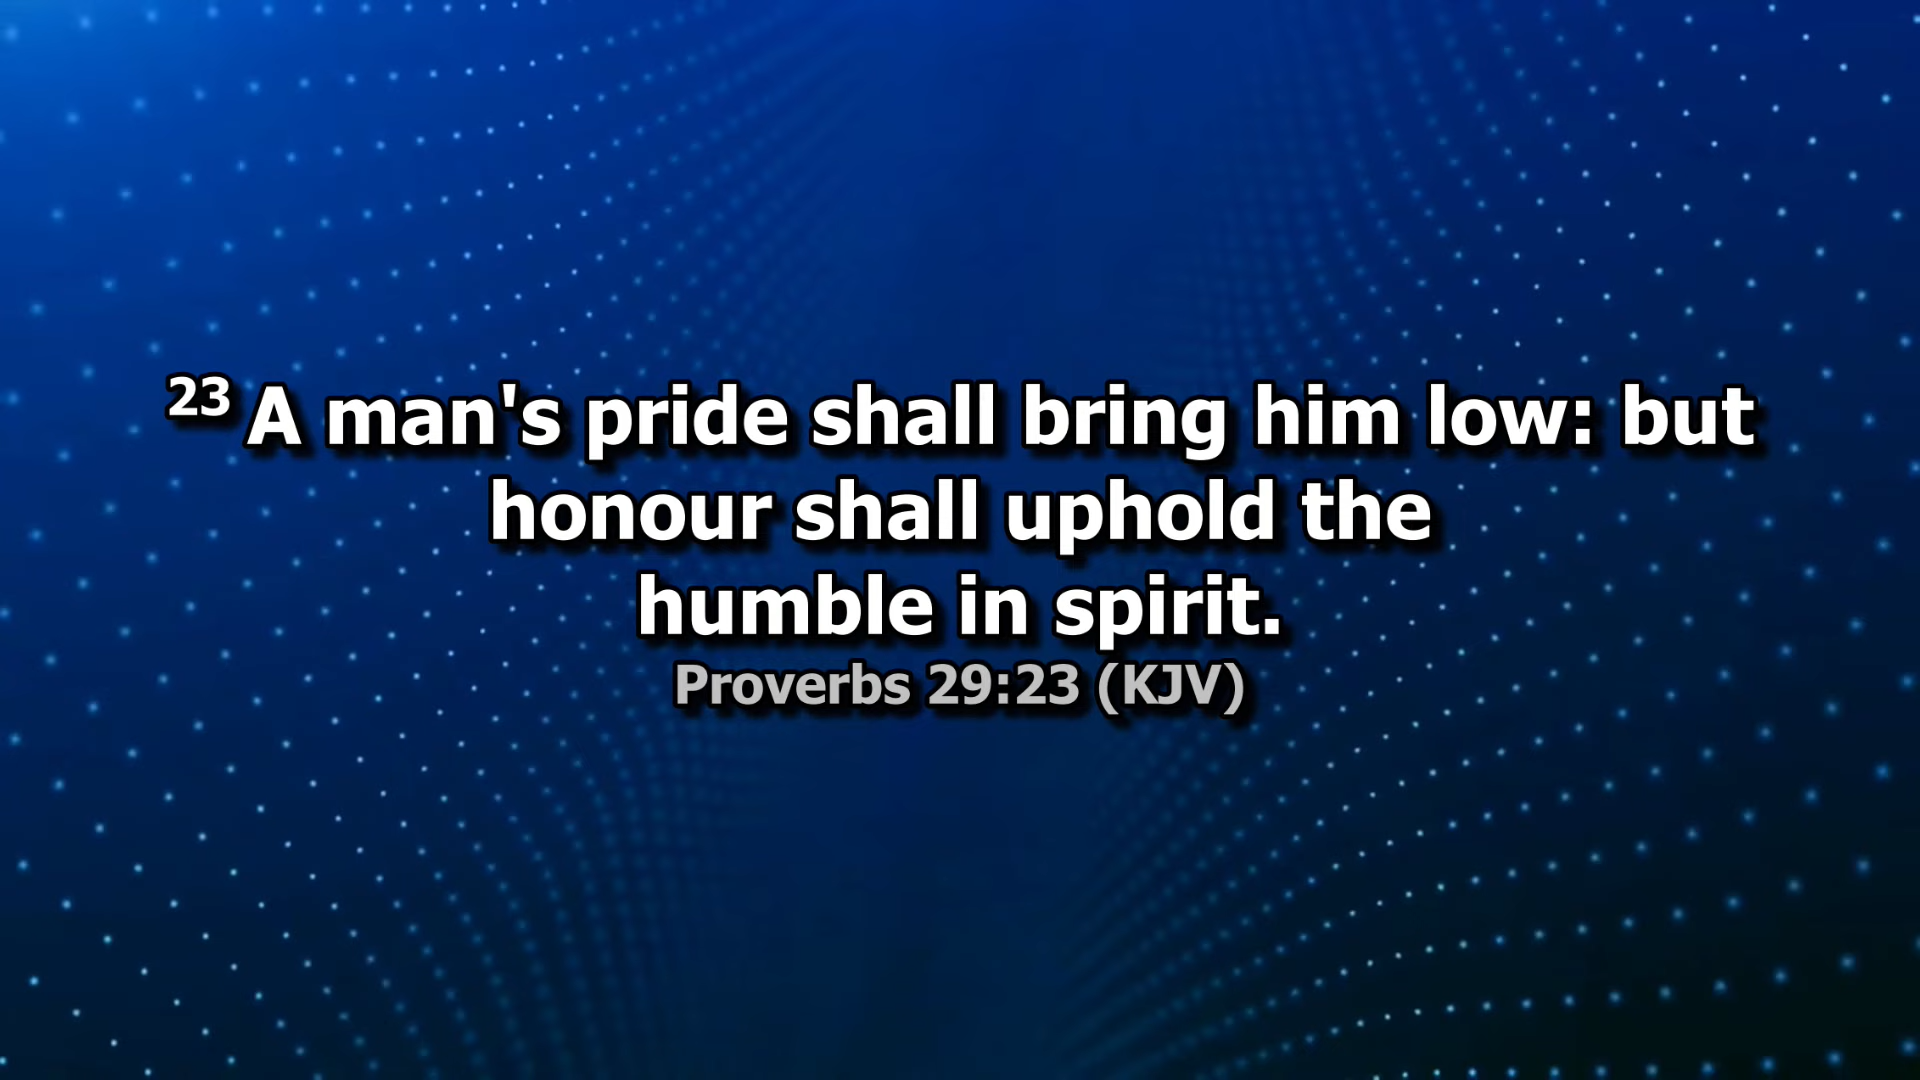 23 A man's pride shall bring him low: but
honour shall uphold the
humble in spirit.
Proverbs 29:23 (KJV)